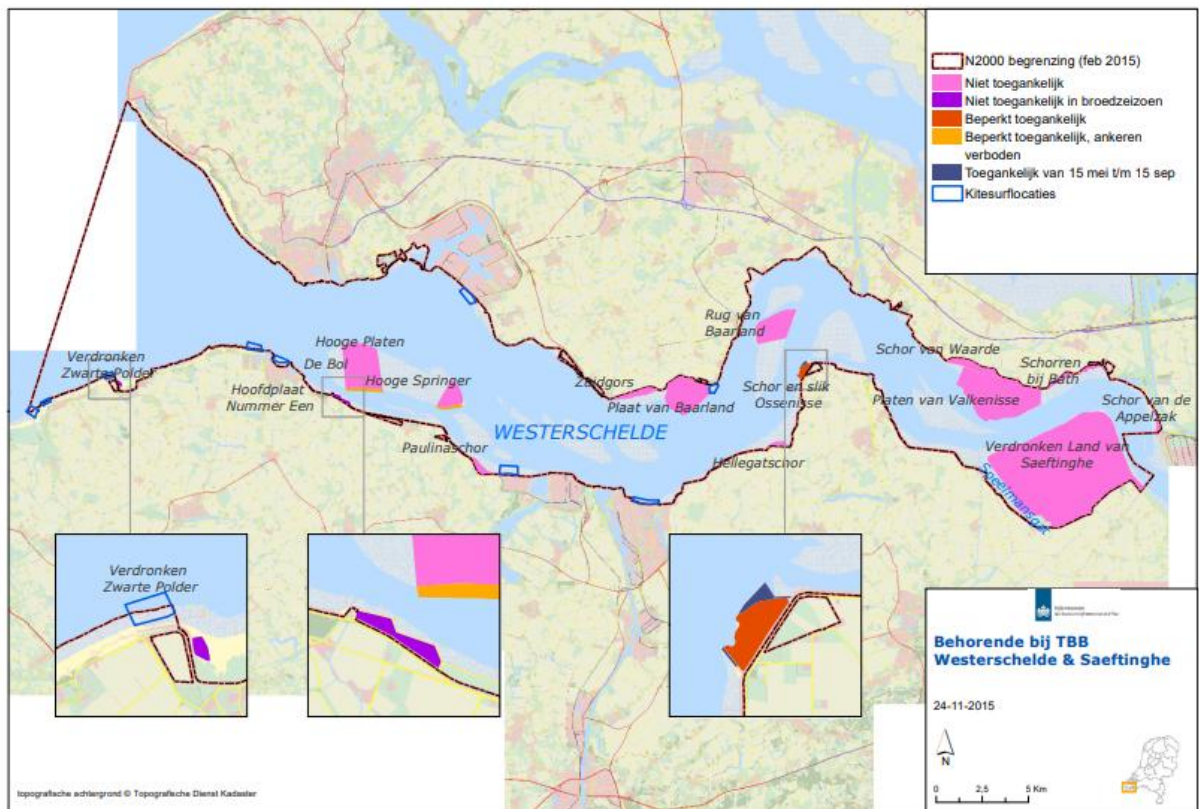 N2000 begrenzing (feb 2015)
Niet toegankelijk
Niet toegankelijk in broedzeizoen
Beperkt toegankelijk
Beperkt toegankelijk, ankeren
verboden
Toegankelijk van 15 mei t/m 15 sep
Kitesurflocaties
Rug van
Baarland
Hooge Platen
Verdronken
Zwarte Polder
De Bol
Hooge Springer
Hoofdplaat
Nummer Een
Zuidgors
Plaat van Baarland
Schor en slik
Ossenisse
Schor van Waarde
Schorren
bij Bath
Platen van Valkenisse
Schor van de
Appelzak
Paulinaschor
WESTERSCHELDE
Hellegatschor
Verdronken Land van
Saeftinghe
Speelmansgat
Verdronken
Zwarte Polder
Behorende bij TBB
Westerschelde & Saeftinghe
24-11-2015
N
0 2,5 5 Km
topografische achtergrond © Topografische Dienst Kadaster